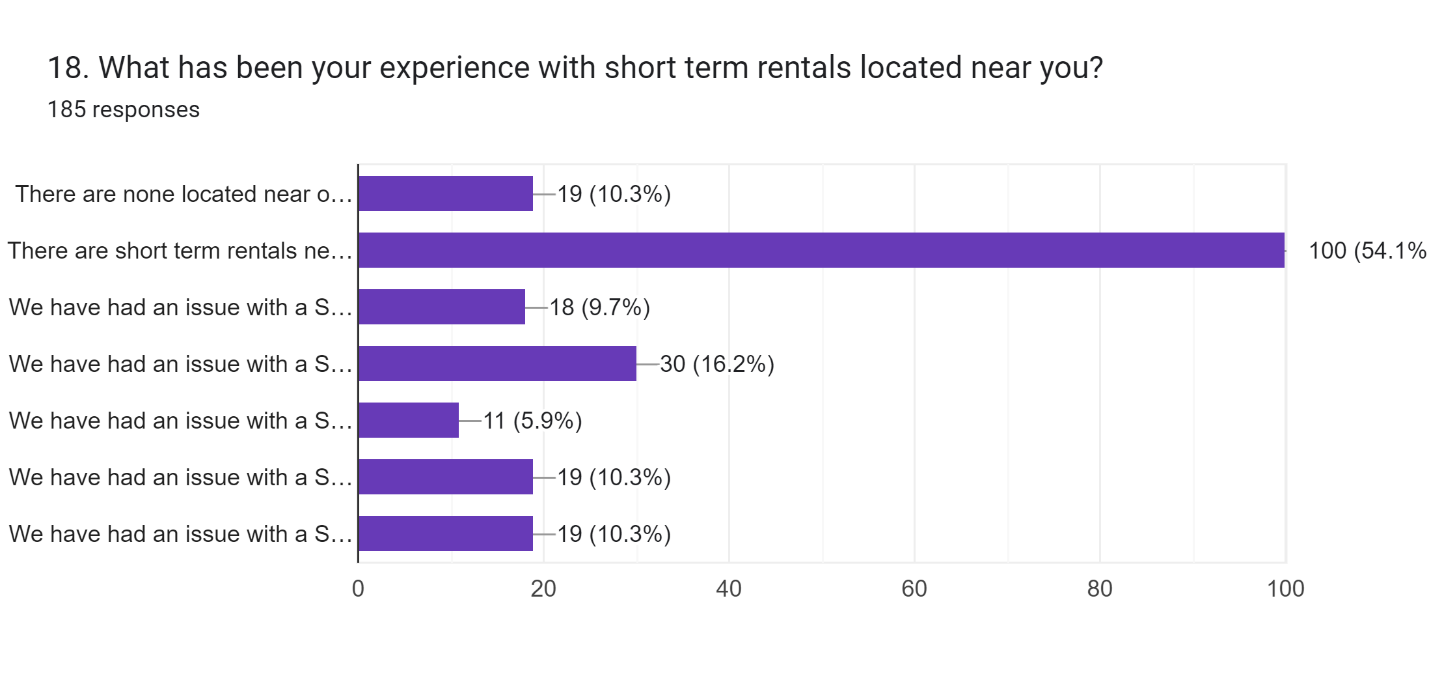 18. What has been your experience with short term rentals located near you?
185 responses
There are none located near o… 19 (10.3%)
There are short term rentals ne… 100 (54.1%
We have had an issue with a S… 18 (9.7%)
We have had an issue with a S… 30 (16.2%)
We have had an issue with a S… 11 (5.9%)
We have had an issue with a S… 19 (10.3%)
We have had an issue with a S… 19 (10.3%)
0 20 40 60 80 100